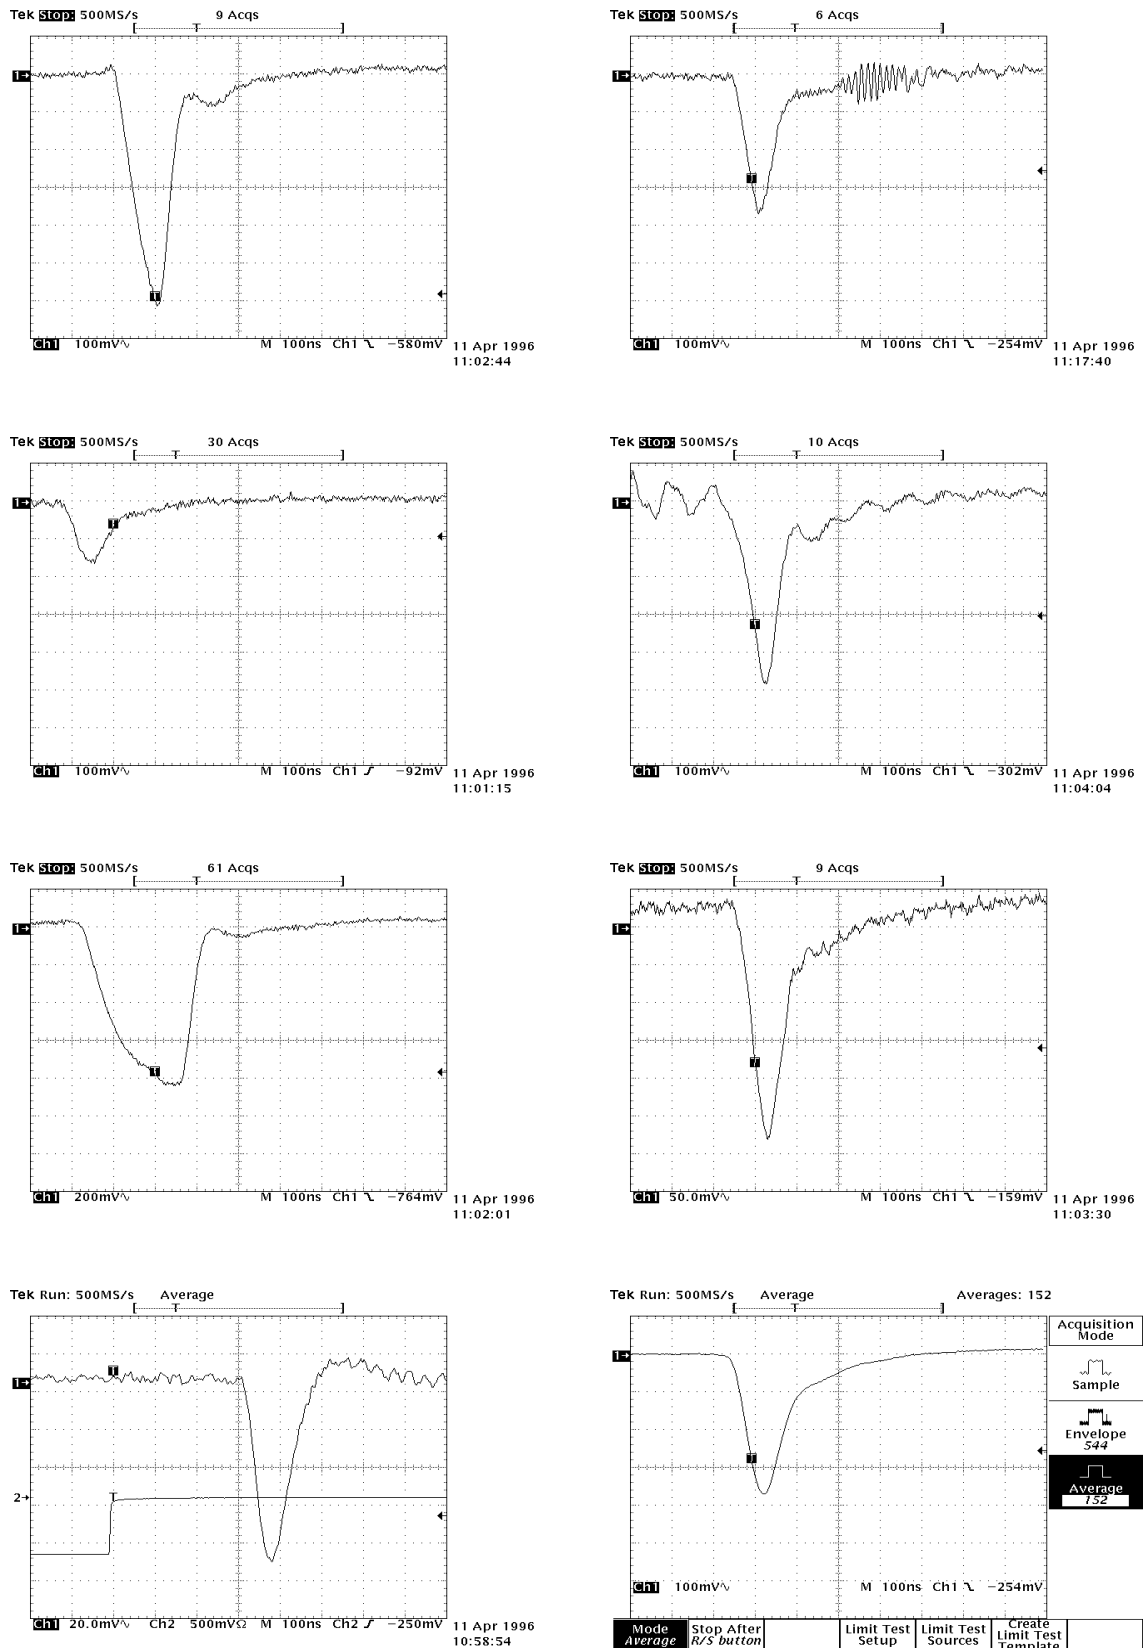 Tek Stop: 500MS/s 9 Acqs
T
1→
T
Ch1 100mV∿ M 100ns Ch1 ⍀ −580mV
11 Apr 1996
11:02:44
Tek Stop: 500MS/s 6 Acqs
T
1→
T
Ch1 100mV∿ M 100ns Ch1 −254mV
11 Apr 1996
11:17:40
Tek Stop: 500MS/s 30 Acqs
T
1→
T
Ch1 100mV∿ M 100ns Ch1 −92mV
11 Apr 1996
11:01:15
Tek Stop: 500MS/s 10 Acqs
T
1→
T
Ch1 100mV∿ M 100ns Ch1 −302mV
11 Apr 1996
11:04:04
Tek Stop: 500MS/s 61 Acqs
T
1→
T
Ch1 200mV∿ M 100ns Ch1 −764mV
11 Apr 1996
11:02:01
Tek Stop: 500MS/s 9 Acqs
T
1→
T
Ch1 50.0mV∿ M 100ns Ch1 −159mV
11 Apr 1996
11:03:30
Tek Run: 500MS/s Average
T
T
1→
2→
T
Ch1 20.0mV∿ Ch2 500mVΩ M 100ns Ch2 −250mV
11 Apr 1996
10:58:54
Tek Run: 500MS/s Average Averages: 152
T
1→
T
Ch1 100mV∿ M 100ns Ch1 −254mV
Acquisition
Mode
Sample
Envelope
544
Average
152
Mode
Average
Stop After
R/S button
Limit Test
Setup
Limit Test
Sources
Create
Limit Test
Template